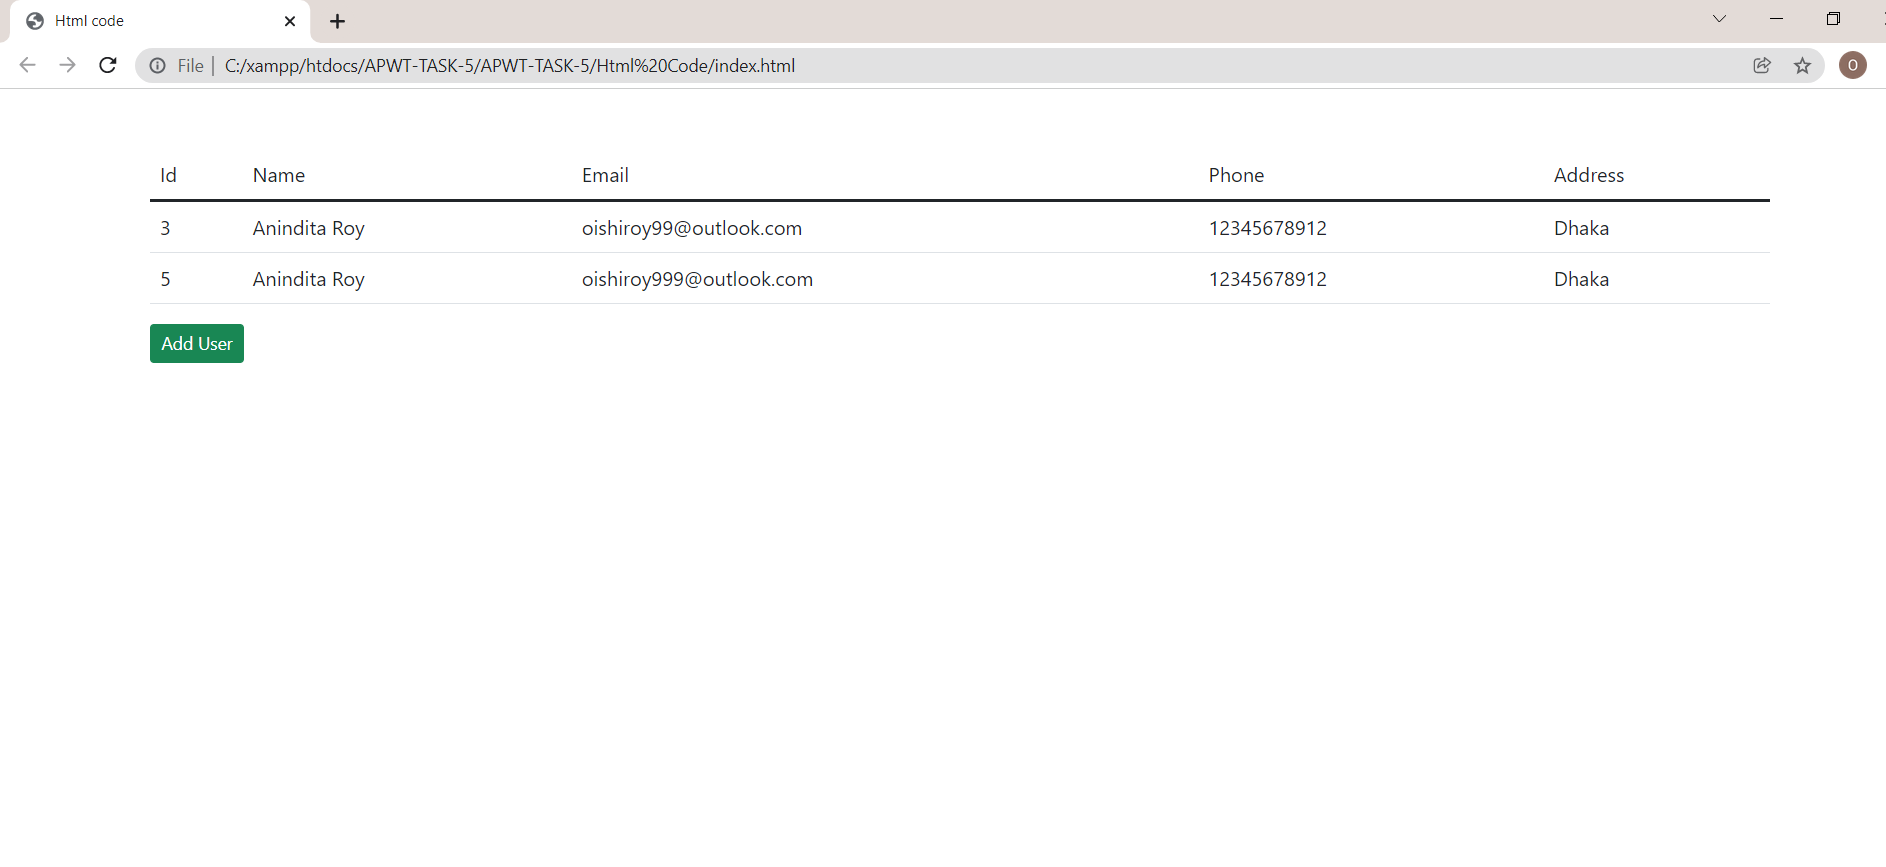 Html code
File | C:/xampp/htdocs/APWT-TASK-5/APWT-TASK-5/Html%20Code/index.html
O
Id Name Email Phone Address
3 Anindita Roy oishiroy99@outlook.com 12345678912 Dhaka
5 Anindita Roy oishiroy999@outlook.com 12345678912 Dhaka
Add User